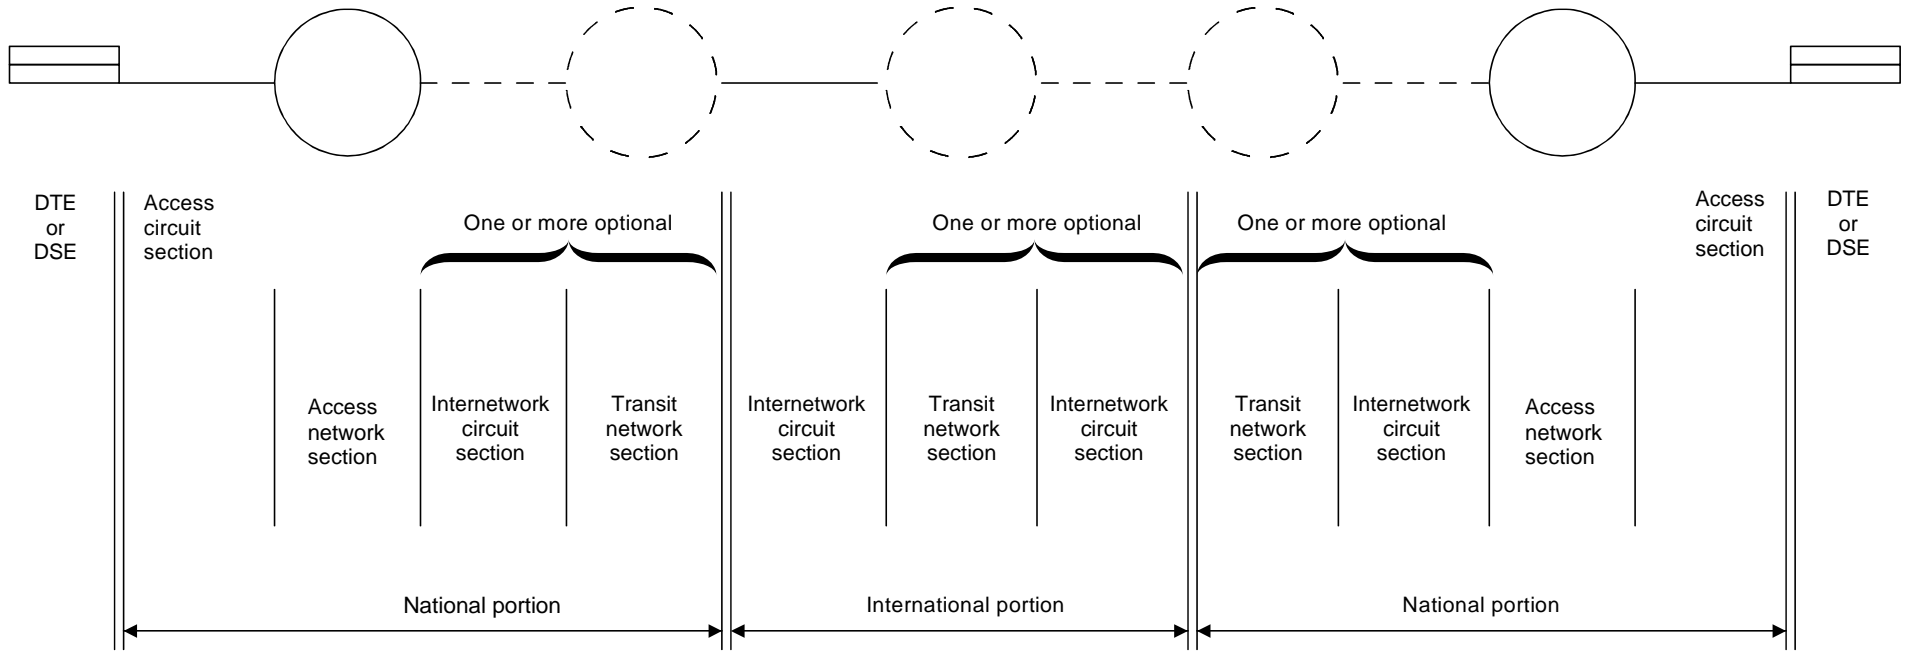 DTE
or
DSE
Access
circuit
section
One or more optional
One or more optional
One or more optional
Access
circuit
section
DTE
or
DSE
Access
network
section
Internetwork
circuit
section
Transit
network
section
Internetwork
circuit
section
Transit
network
section
Internetwork
circuit
section
Transit
network
section
Internetwork
circuit
section
Access
network
section
National portion
International portion
National portion